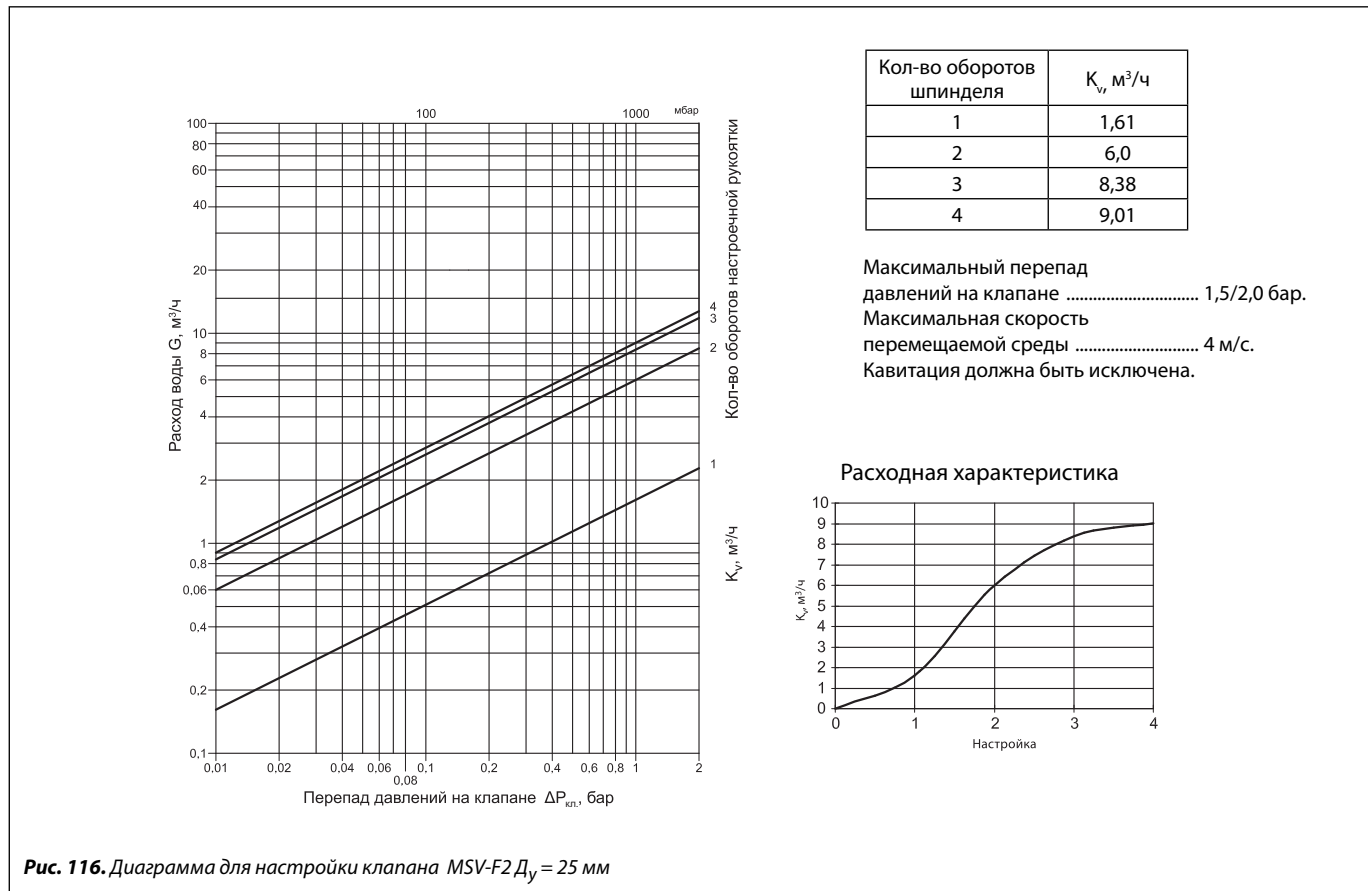 100 1000 мбар
100
80
60
40
20
10
8
6
4
2
1
0,8
0,06
0,4
0,2
0,1
Расход воды G, м³/ч
0,01 0,02 0,04 0,06 0,1 0,2 0,4 0,6 0,8 1 2
0,08
Перепад давлений на клапане ΔPкл., бар
4
3
2
1
Кол-во оборотов настроечной рукоятки
Kv, м³/ч
Кол-во оборотов шпинделя
Kv, м³/ч
1 1,61
2 6,0
3 8,38
4 9,01
Максимальный перепад
давлений на клапане .............................. 1,5/2,0 бар.
Максимальная скорость
перемещаемой среды ............................ 4 м/с.
Кавитация должна быть исключена.
Расходная характеристика
10
9
8
7
6
5
4
3
2
1
0
Kv, м³/ч
0 1 2 3 4
Настройка
Рис. 116. Диаграмма для настройки клапана MSV-F2 Ду = 25 мм